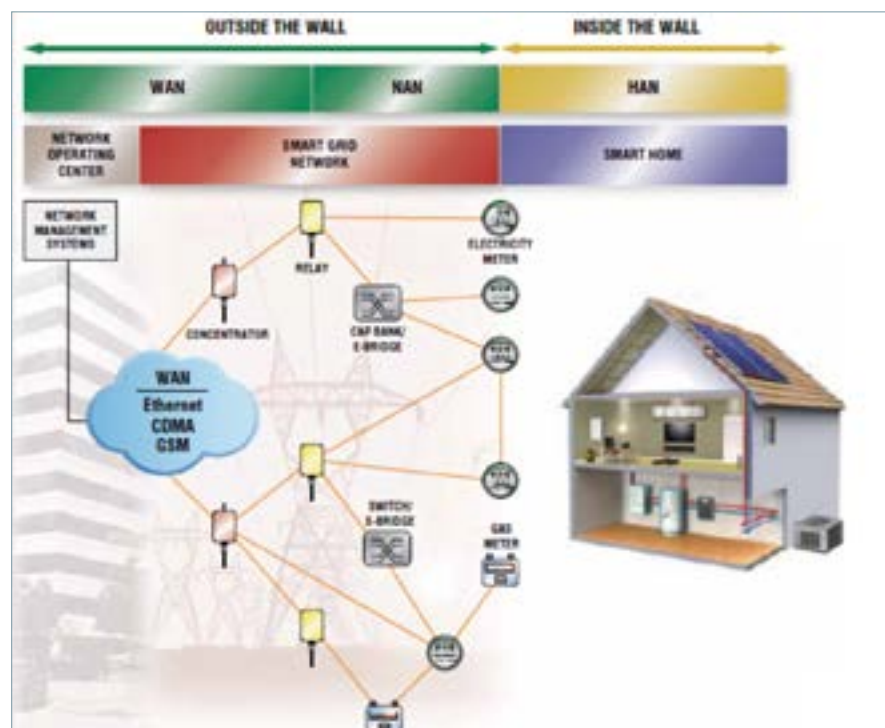 OUTSIDE THE WALL
INSIDE THE WALL
WAN
NAN
HAN
NETWORK
OPERATING
CENTER
SMART GRID
NETWORK
SMART HOME
NETWORK
MANAGEMENT
SYSTEMS
RELAY
ELECTRICITY
METER
CONCENTRATOR
CAP BANK/
E-BRIDGE
WAN
Ethernet
CDMA
GSM
SWITCH/
E-BRIDGE
GAS
METER